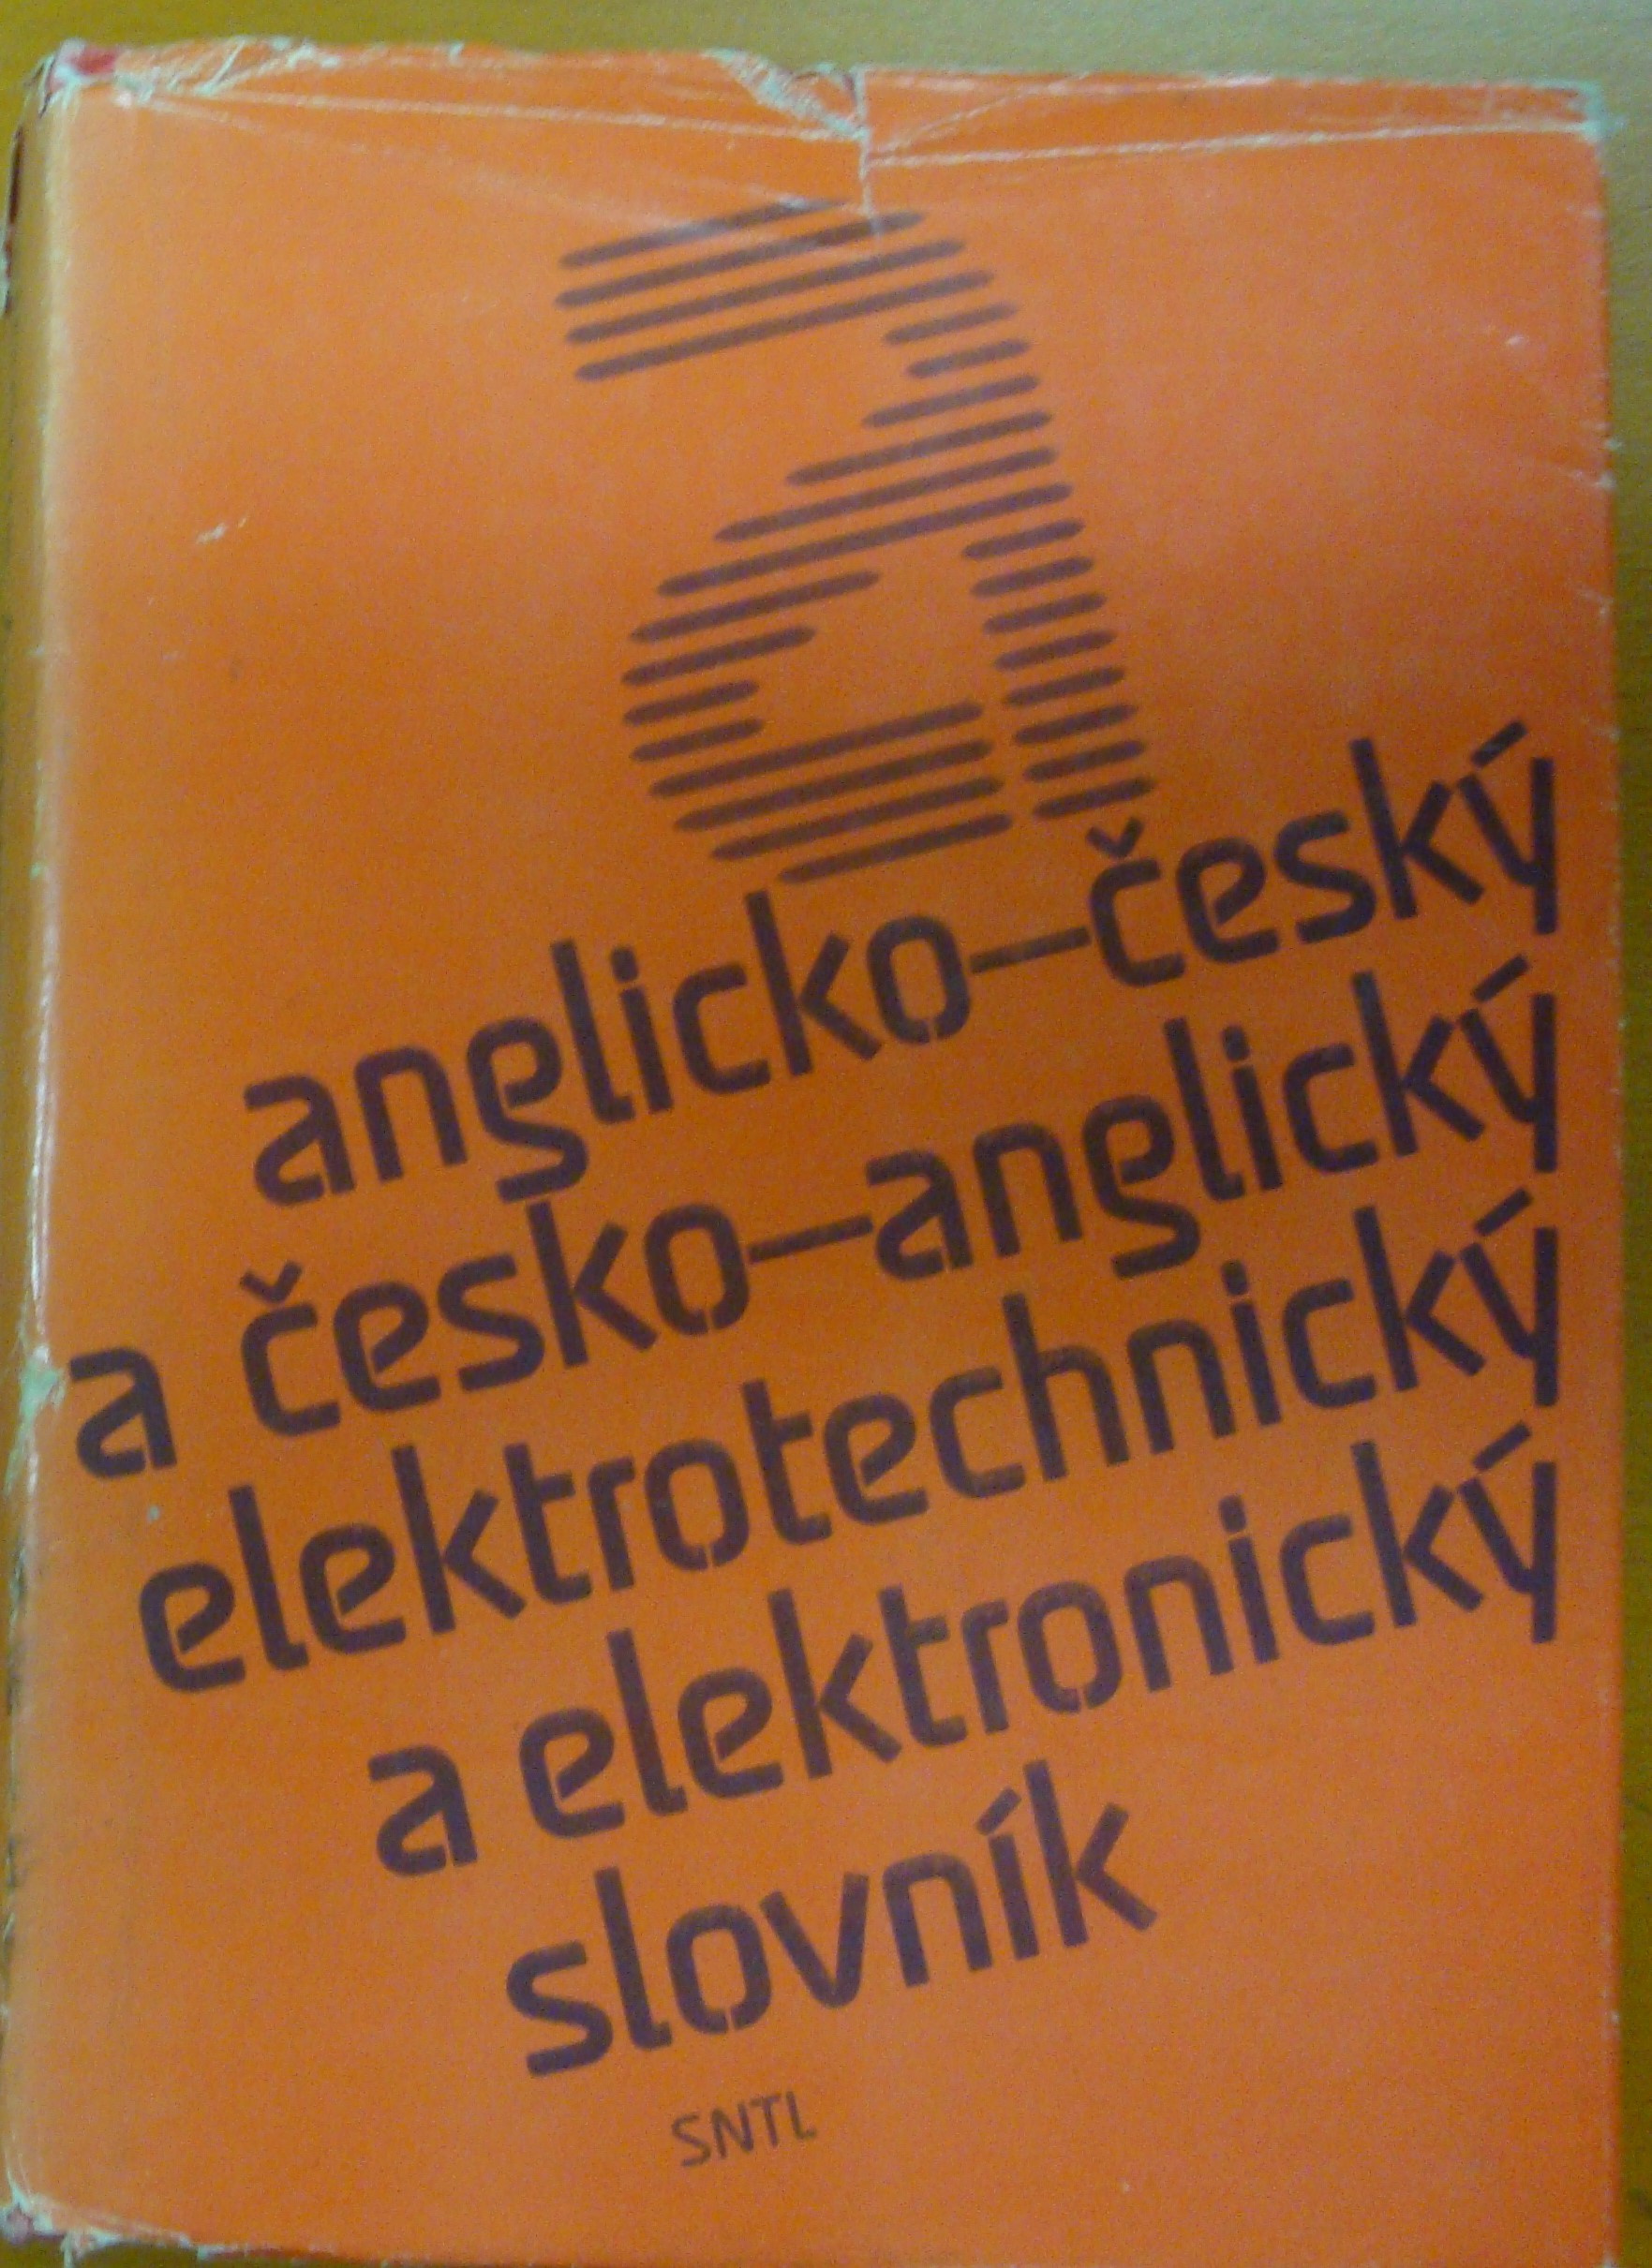 a
anglicko–český
a česko–anglický
elektrotechnický
a elektronický
slovník
SNTL